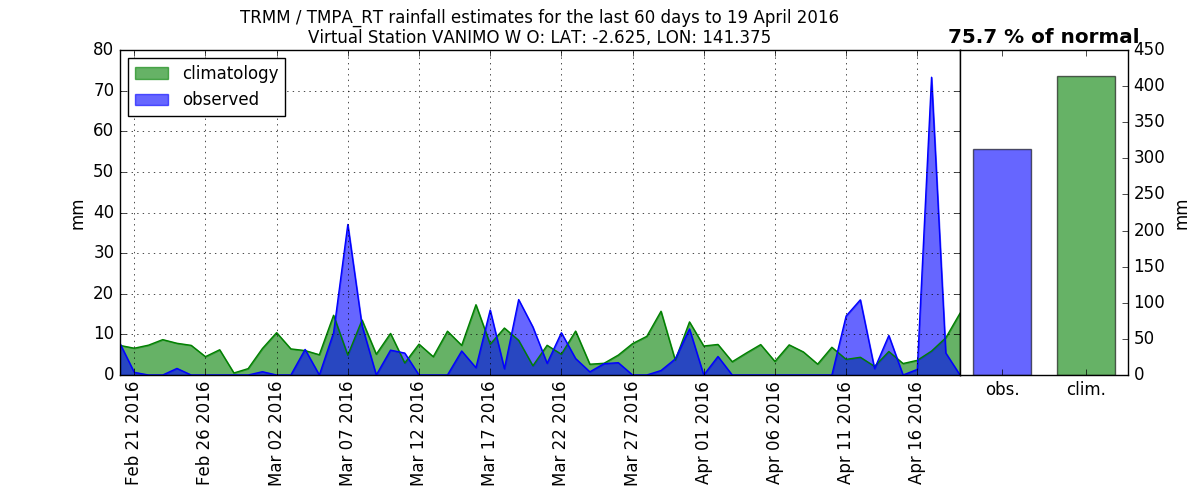 TRMM / TMPA_RT rainfall estimates for the last 60 days to 19 April 2016
Virtual Station VANIMO W O: LAT: -2.625, LON: 141.375
75.7 % of normal
climatology
observed
mm
80
70
60
50
40
30
20
10
0
Feb 21 2016
Feb 26 2016
Mar 02 2016
Mar 07 2016
Mar 12 2016
Mar 17 2016
Mar 22 2016
Mar 27 2016
Apr 01 2016
Apr 06 2016
Apr 11 2016
Apr 16 2016
obs.
clim.
450
400
350
300
250
200
150
100
50
0
mm